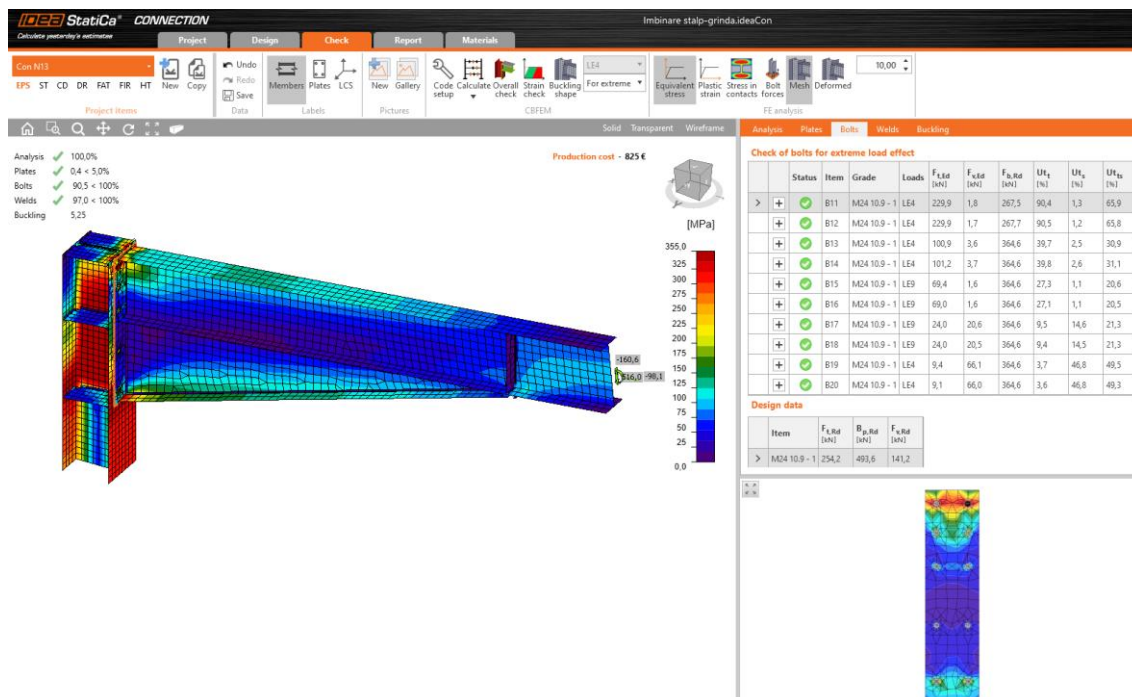 IDEA StatiCa® CONNECTION
Calculate yesterday's estimates
Imbinare stalp-grinda.ideaCon
Project Design Check Report Materials
Con N13
EPS ST CD DR FAT FIR HT
New Copy
Project items
Undo
Redo
Save
Data
Members Plates LCS
Labels
New Gallery
Pictures
Code setup Calculate Overall check Strain check Buckling shape
LE4
For extreme
CBFEM
Equivalent stress Plastic strain Stress in contacts Bolt forces Mesh Deformed
10,00
FE analysis
Solid Transparent Wireframe
Analysis 100,0%
Plates 0,4 < 5,0%
Bolts 90,5 < 100%
Welds 97,0 < 100%
Buckling 5,25
Production cost - 825 €
[MPa]
355,0
325
300
275
250
225
200
175
150
125
100
75
50
25
0,0
-160,6
516,0 -98,1
Analysis Plates Bolts Welds Buckling
Check of bolts for extreme load effect
Status Item Grade Loads Ft,Ed [kN] Fv,Ed [kN] Fb,Rd [kN] Utt [%] Uts [%] Utts [%]
> + B11 M24 10.9 - 1 LE4 229,9 1,8 267,5 90,4 1,3 65,9
+ B12 M24 10.9 - 1 LE4 229,9 1,7 267,7 90,5 1,2 65,8
+ B13 M24 10.9 - 1 LE4 100,9 3,6 364,6 39,7 2,5 30,9
+ B14 M24 10.9 - 1 LE4 101,2 3,7 364,6 39,8 2,6 31,1
+ B15 M24 10.9 - 1 LE9 69,4 1,6 364,6 27,3 1,1 20,6
+ B16 M24 10.9 - 1 LE9 69,0 1,6 364,6 27,1 1,1 20,5
+ B17 M24 10.9 - 1 LE9 24,0 20,6 364,6 9,5 14,6 21,3
+ B18 M24 10.9 - 1 LE9 24,0 20,5 364,6 9,4 14,5 21,3
+ B19 M24 10.9 - 1 LE4 9,4 66,1 364,6 3,7 46,8 49,5
+ B20 M24 10.9 - 1 LE4 9,1 66,0 364,6 3,6 46,8 49,3
Design data
Item Ft,Rd [kN] Bp,Rd [kN] Fv,Rd [kN]
> M24 10.9 - 1 254,2 493,6 141,2